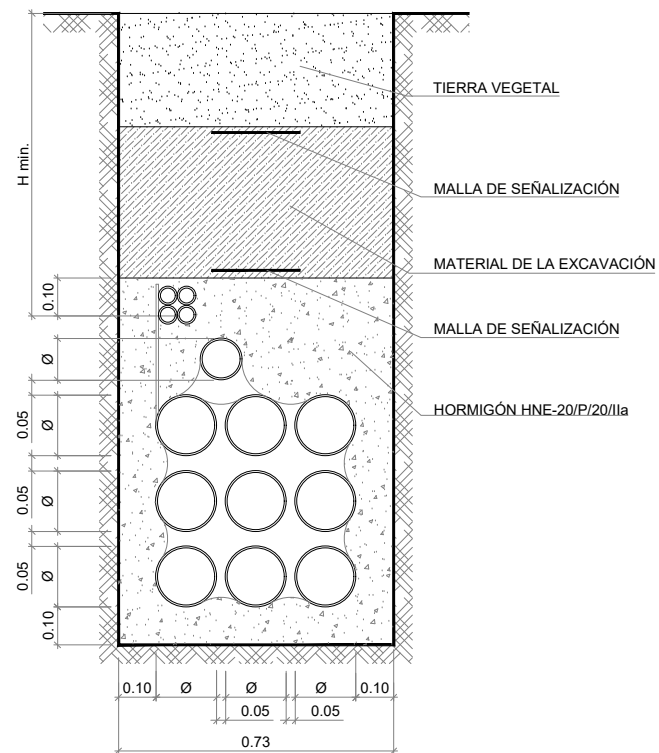 TIERRA VEGETAL
MALLA DE SEÑALIZACIÓN
MATERIAL DE LA EXCAVACIÓN
MALLA DE SEÑALIZACIÓN
HORMIGÓN HNE-20/P/20/IIa
H min.
0.10
Ø
0.05
Ø
0.05
Ø
0.05
Ø
0.10
0.10 Ø Ø Ø 0.10
0.05 0.05
0.73